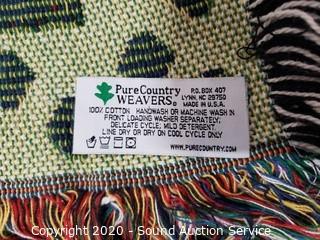 PureCountry
WEAVERS®
P.O. BOX 407
LYNN, NC 28750
MADE IN U.S.A.
100% COTTON HANDWASH OR MACHINE WASH IN
FRONT LOADING WASHER SEPARATELY,
DELICATE CYCLE: MILD DETERGENT.
LINE DRY OR DRY ON COOL CYCLE ONLY
WWW.PURECOUNTRY.COM
Copyright 2020 - Sound Auction Service